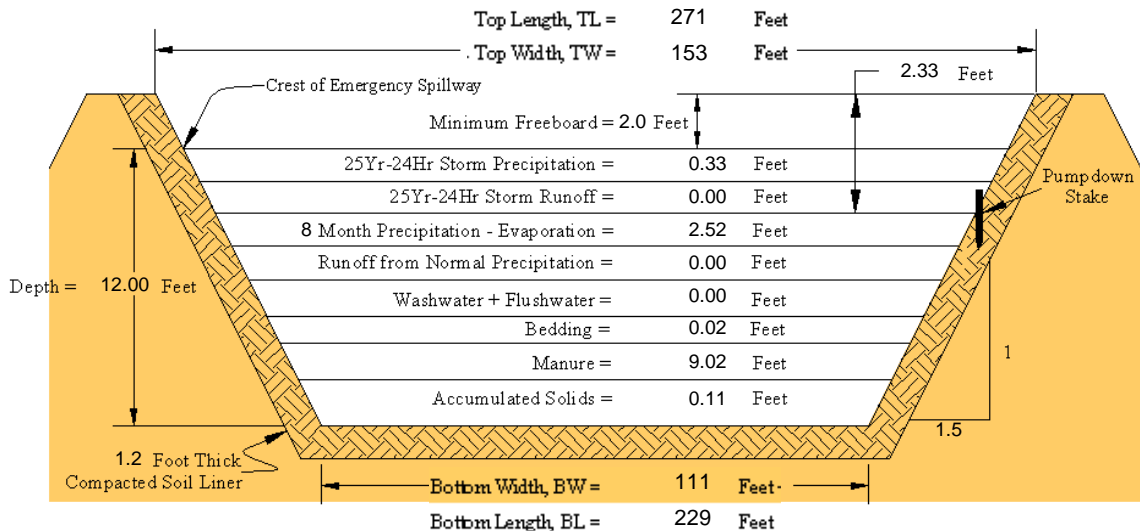 Top Length, TL = 271 Feet
Top Width, TW = 153 Feet
2.33 Feet
Crest of Emergency Spillway
Minimum Freeboard = 2.0 Feet
25Yr-24Hr Storm Precipitation = 0.33 Feet
25Yr-24Hr Storm Runoff = 0.00 Feet
Pumpdown
Stake
8 Month Precipitation - Evaporation = 2.52 Feet
Runoff from Normal Precipitation = 0.00 Feet
Depth = 12.00 Feet
Washwater + Flushwater = 0.00 Feet
Bedding = 0.02 Feet
Manure = 9.02 Feet
1
Accumulated Solids = 0.11 Feet
1.5
1.2 Foot Thick
Compacted Soil Liner
Bottom Width, BW = 111 Feet
Bottom Length, BL = 229 Feet